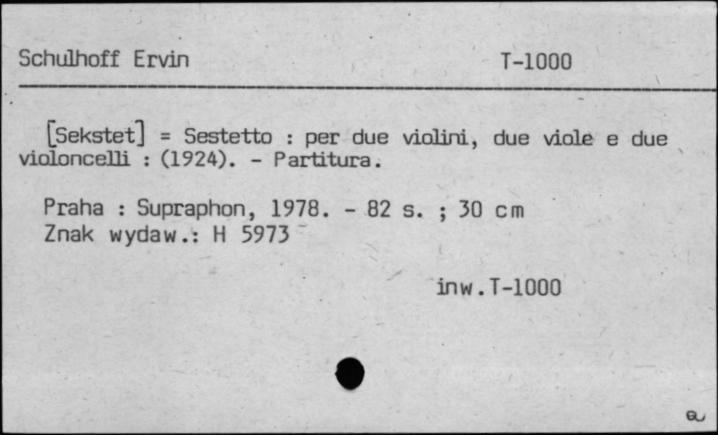 Schulhoff Ervin T-1000
[Sekstet] = Sestetto : per due violini, due viole e due
violoncelli : (1924). - Partitura.
Praha : Supraphon, 1978. - 82 s. ; 30 cm
Znak wydaw.: H 5973
inw.T-1000